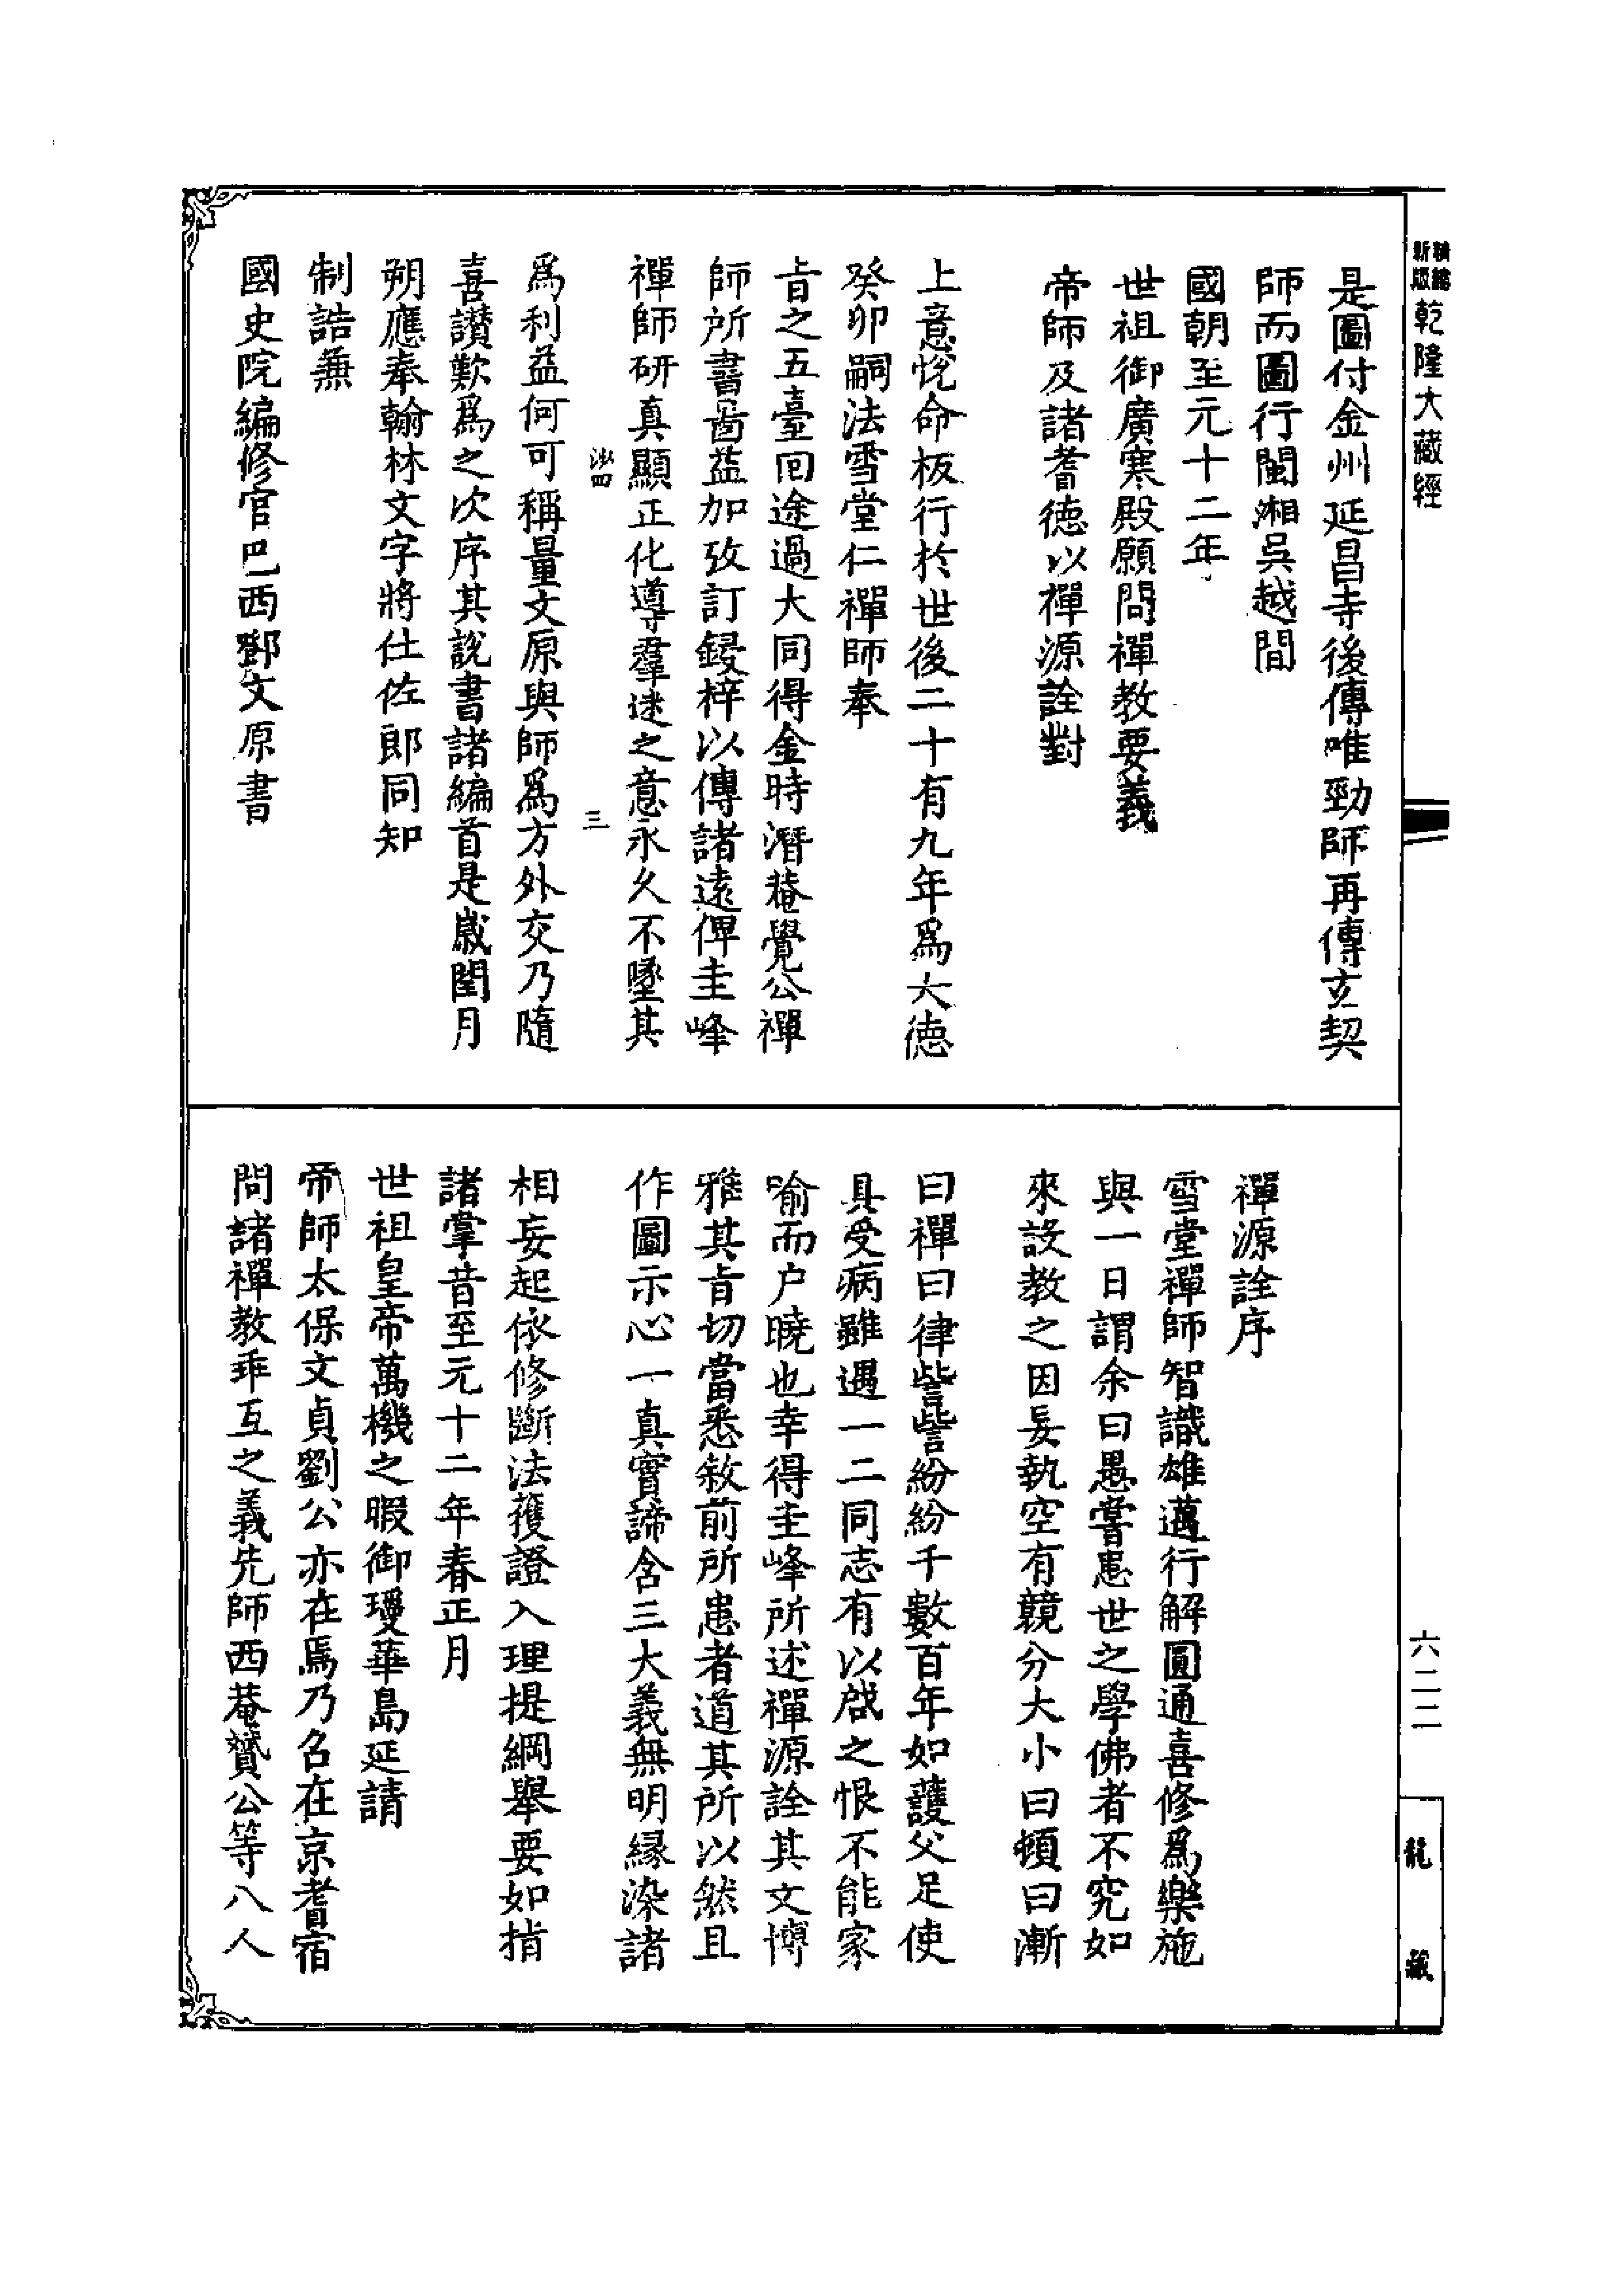 新版
精縮
乾隆大藏經
是圖付金州延昌寺後傳唯勁師再傳玄契
師而圖行閩湘吳越間
國朝至元十二年
世祖御廣寒殿願問禪教要義
帝師及諸耆德以禪源詮對
上意悅命板行於世後二十有九年爲大德
癸卯嗣法雪堂仁禪師奉
旨之五臺回途過大同得金時潛菴覺公禪
師所書啚益加攷訂鋟梓以傳諸遠俾圭峰
禪師研真顯正化導羣迷之意永久不墜其
三
爲利益何可稱量文原與師爲方外交乃隨
喜讃歎爲之次序其說書諸編首是歲閏月
朔應奉翰林文字將仕佐郎同知
制誥兼
國史院編修官巴西鄧文原書
禪源詮序
雪堂禪師智識雄邁行解圓通喜修爲樂施
與一日謂余曰愚嘗患世之學佛者不究如
來設教之因妄執空有競分大小曰頓曰漸
曰禪曰律訾訾紛紛千數百年如護父足使
具受病雖遇一二同志有以啟之恨不能家
喻而户曉也幸得圭峰所述禪源詮其文博
雅其旨切當悉敘前所患者道其所以然且
作圖示心一真實諦含三大義無明緣染諸
相妄起依修斷法獲證入理提綱舉要如指
諸掌昔至元十二年春正月
世祖皇帝萬機之暇御瓊華島延請
帝師太保文貞劉公亦在焉乃召在京耆宿
問諸禪教乖互之義先師西菴贇公等八人
六二二
龍藏